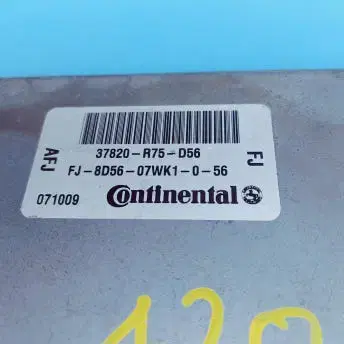 37820-R75-D56
AFJ
FJ
FJ-8D56-07WK1-0-56
071009
Continental